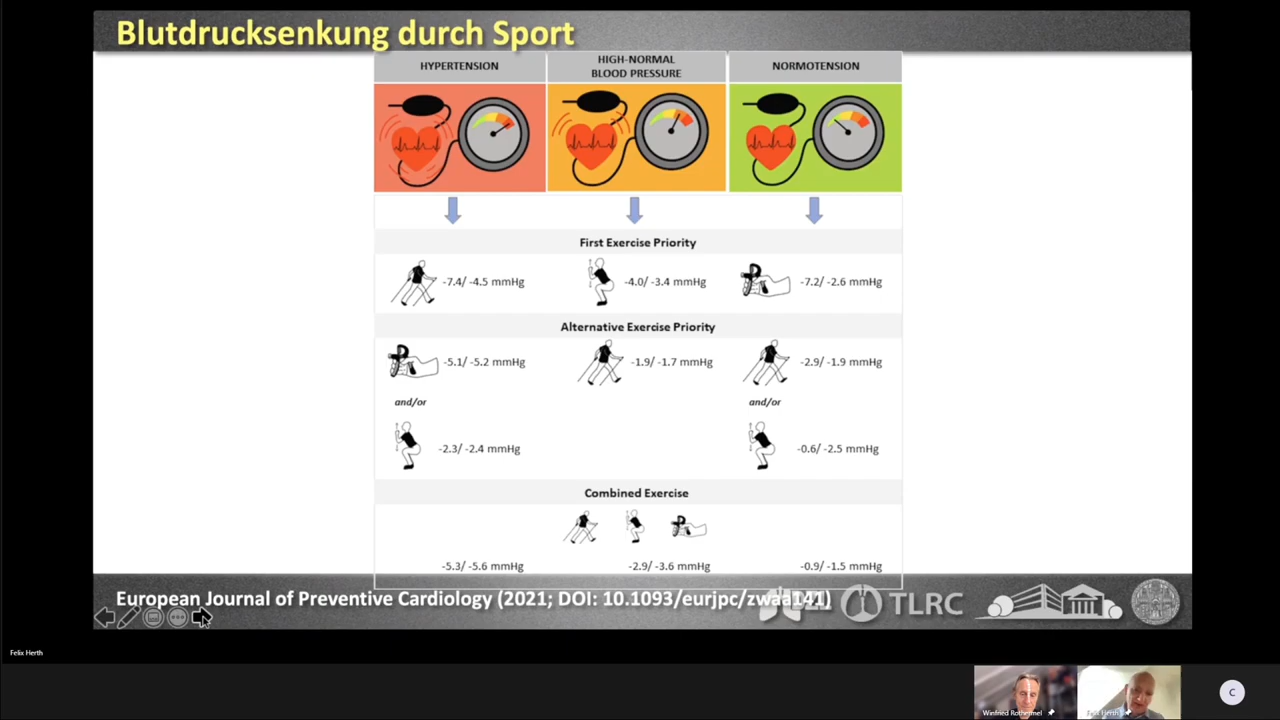 Blutdrucksenkung durch Sport
HYPERTENSION
HIGH-NORMAL
BLOOD PRESSURE
NORMOTENSION
First Exercise Priority
-7.4/ -4.5 mmHg
-4.0/ -3.4 mmHg
-7.2/ -2.6 mmHg
Alternative Exercise Priority
-5.1/ -5.2 mmHg
-1.9/ -1.7 mmHg
-2.9/ -1.9 mmHg
and/or
and/or
-2.3/ -2.4 mmHg
-0.6/ -2.5 mmHg
Combined Exercise
-5.3/ -5.6 mmHg
-2.9/ -3.6 mmHg
-0.9/ -1.5 mmHg
European Journal of Preventive Cardiology (2021; DOI: 10.1093/eurjpc/zwaa141)
TLRC
Felix Herth
Winfried Rothermel
Felix Herth
C